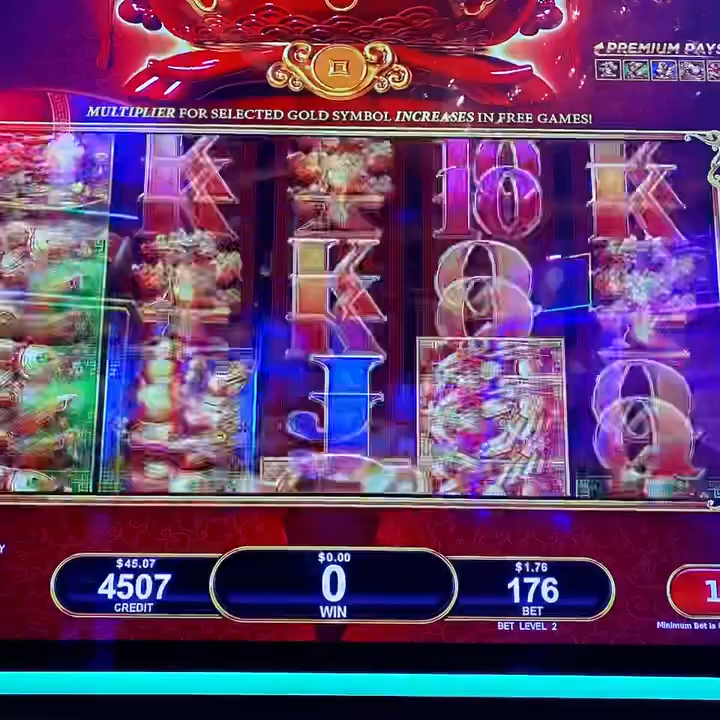 PREMIUM PAYS
MULTIPLIER FOR SELECTED GOLD SYMBOL INCREASES IN FREE GAMES!
K 10 K
K Q
J Q
Y
$45.07
4507
CREDIT
$0.00
0
WIN
$1.76
176
BET
BET LEVEL 2
1
Minimum Bet is